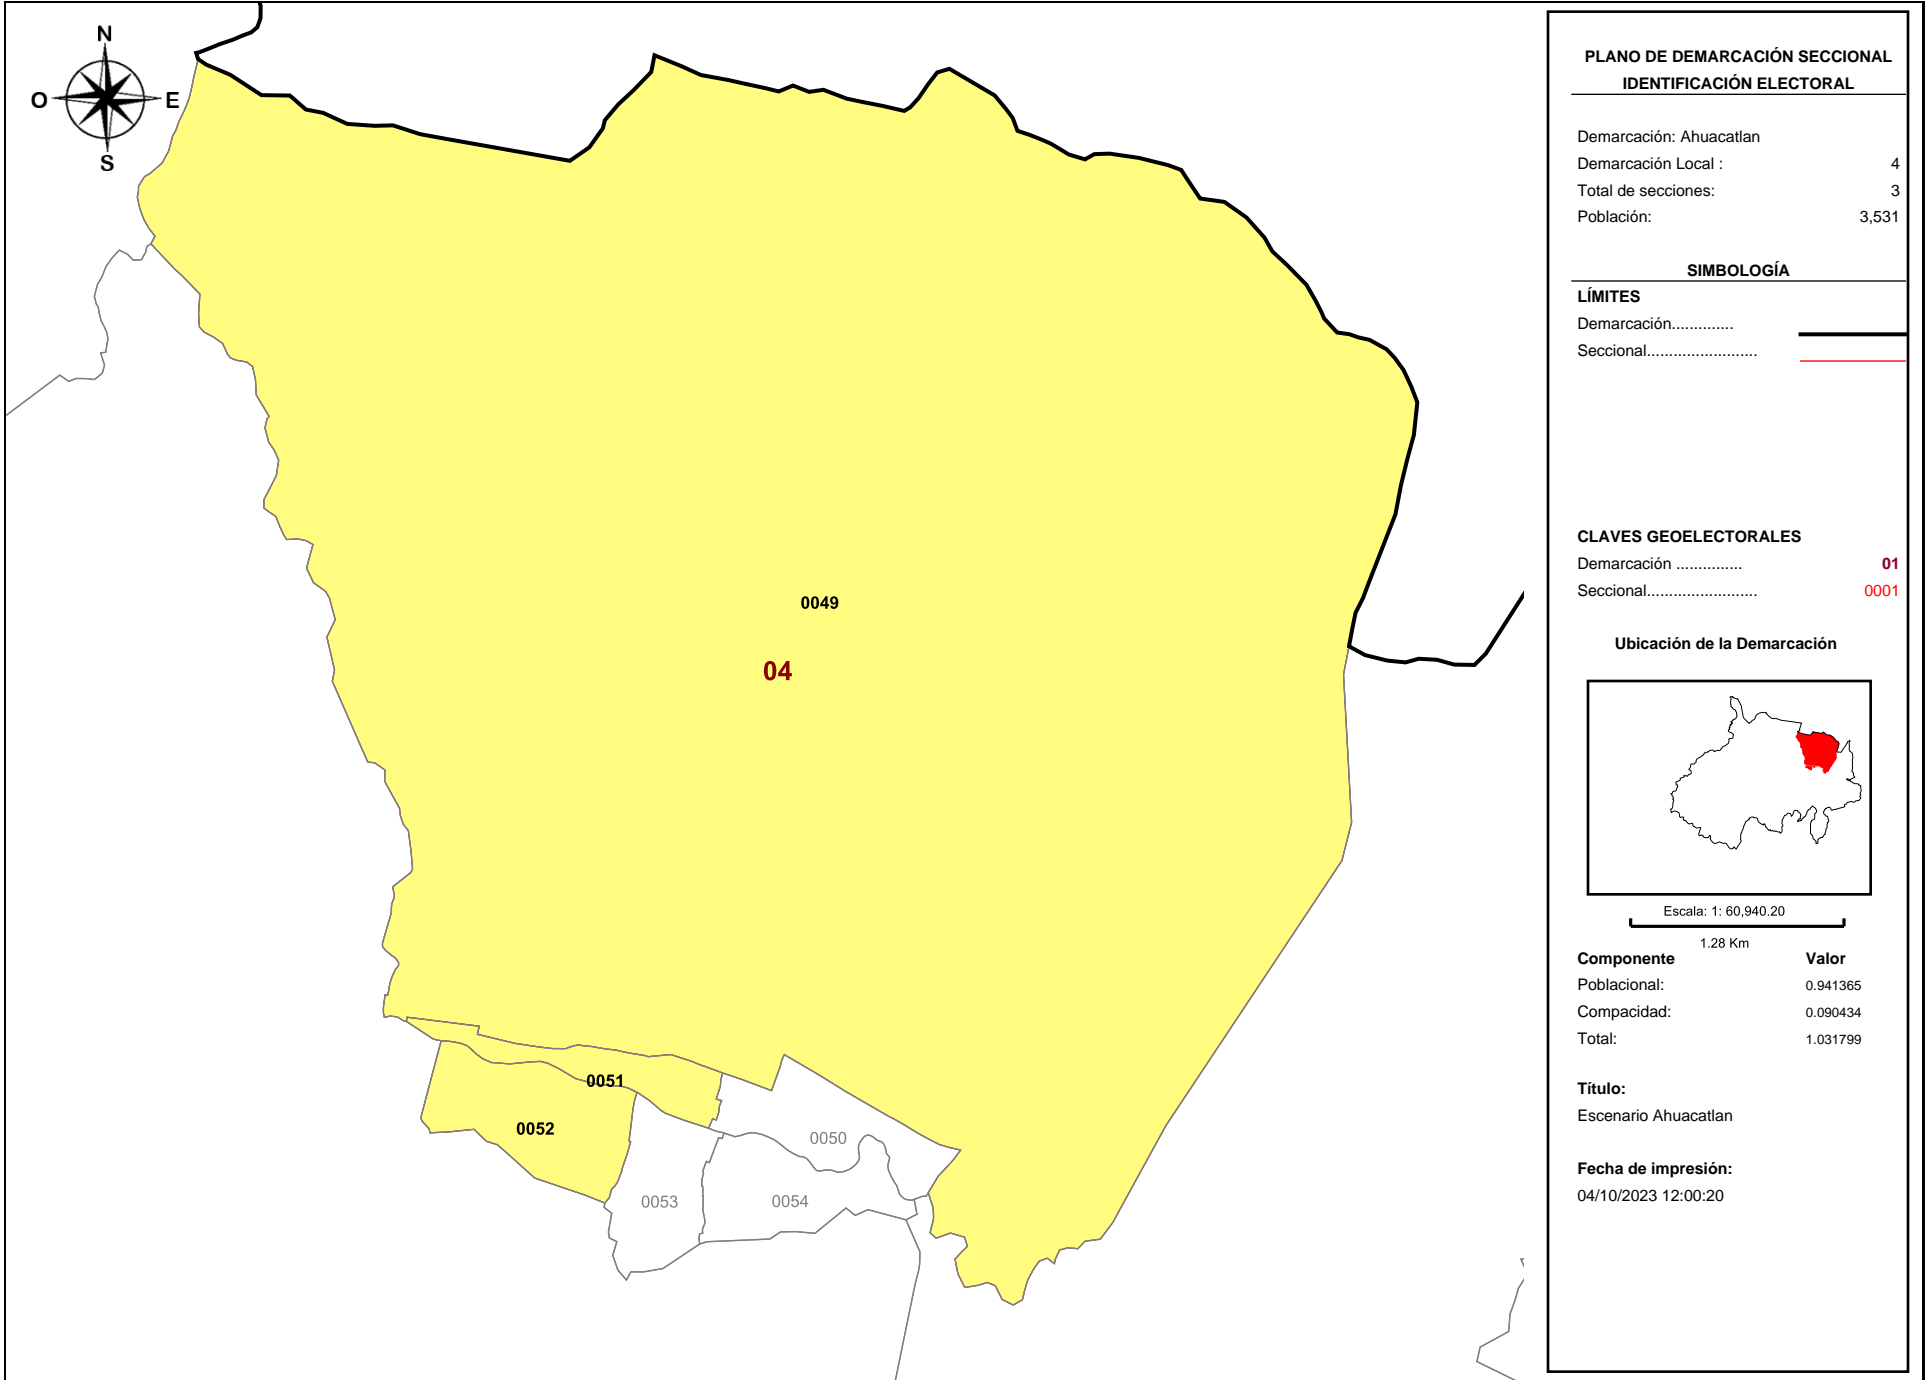 N
O E
S
0049
04
0051
0052
0050
0053
0054
PLANO DE DEMARCACIÓN SECCIONAL
IDENTIFICACIÓN ELECTORAL
Demarcación: Ahuacatlan
Demarcación Local : 4
Total de secciones: 3
Población: 3,531
SIMBOLOGÍA
LÍMITES
Demarcación..............
Seccional.........................
CLAVES GEOELECTORALES
Demarcación ............... 01
Seccional......................... 0001
Ubicación de la Demarcación
Escala: 1: 60,940.20
1.28 Km
Componente Valor
Poblacional: 0.941365
Compacidad: 0.090434
Total: 1.031799
Título:
Escenario Ahuacatlan
Fecha de impresión:
04/10/2023 12:00:20